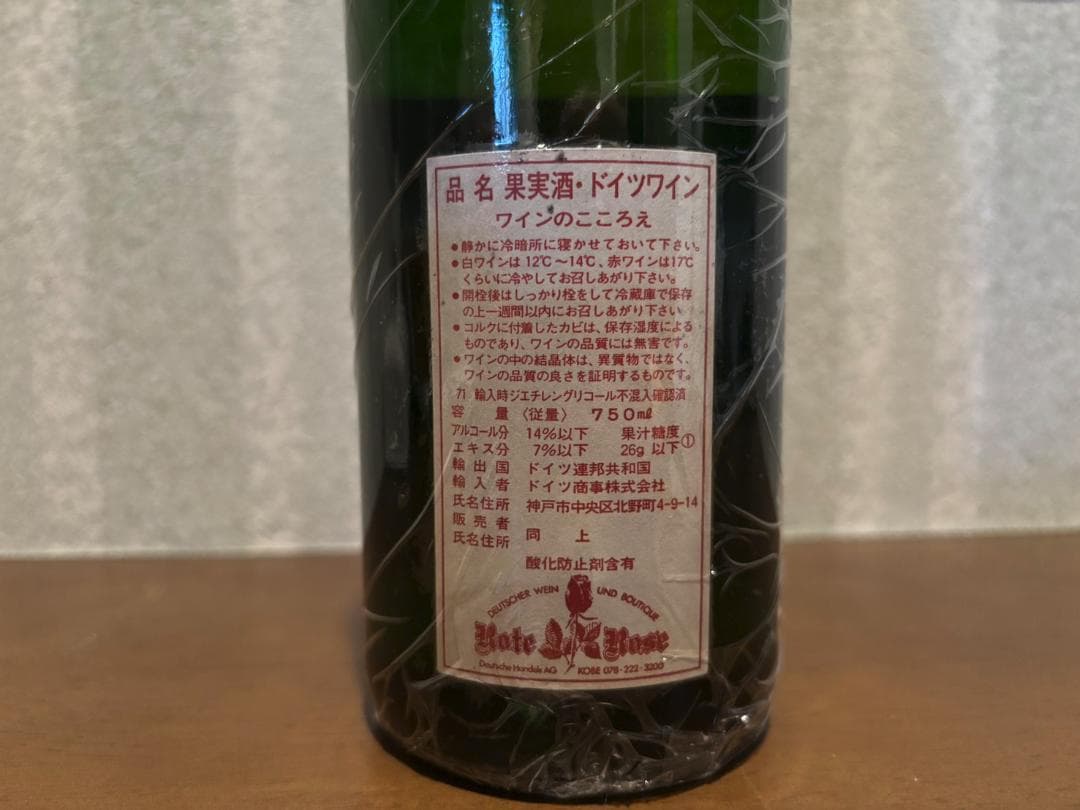 品名 果実酒・ドイツワイン
ワインのこころえ
●静かに冷暗所に寝かせておいて下さい。
●白ワインは12℃〜14℃、赤ワインは17℃
くらいに冷やしてお召しあがり下さい。
●開栓後はしっかり栓をして冷蔵庫で保存
の上一週間以内にお召しあがり下さい
●コルクに付着したカビは、保存湿度による
ものであり、ワインの品質には無害です。
●ワインの中の結晶体は、異質物ではなく、
ワインの品質の良さを証明するものです。
71 輸入時ジエチレングリコール不混入確認済
容量〈従量〉 750ml
アルコール分 14%以下 果汁糖度
エキス分 7%以下 26g 以下①
輸出国 ドイツ連邦共和国
輸入者 ドイツ商事株式会社
氏名住所 神戸市中央区北野町4-9-14
販売者
氏名住所 同上
酸化防止剤含有
DEUTSCHER WEIN UND BOUTIQUE
Rote Rose
Deutsche Handels AG KOBE 078-222-3200